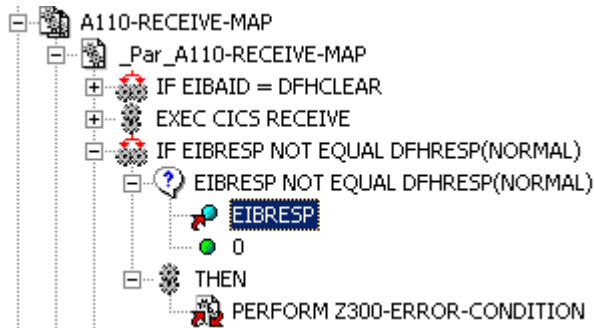 A110-RECEIVE-MAP
_Par_A110-RECEIVE-MAP
IF EIBAID = DFHCLEAR
EXEC CICS RECEIVE
IF EIBRESP NOT EQUAL DFHRESP(NORMAL)
EIBRESP NOT EQUAL DFHRESP(NORMAL)
EIBRESP
0
THEN
PERFORM Z300-ERROR-CONDITION